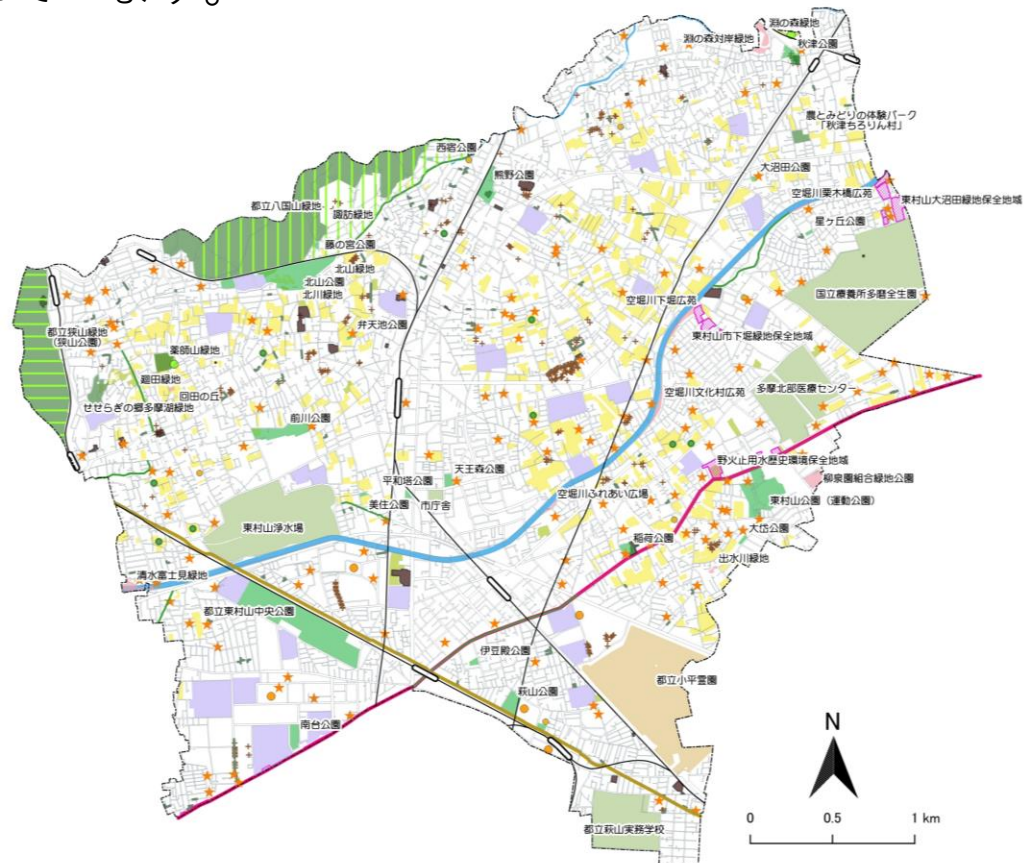 淵の森緑地
淵の森対岸緑地
秋津公園
農とみどりの体験パーク
「秋津ちろりん村」
西宿公園
熊野公園
大沼田公園
空堀川栗木橋広苑
東村山大沼田緑地保全地域
都立八国山緑地
諏訪緑地
星ヶ丘公園
藤の宮公園
北山緑地
北山公園
北川緑地
国立療養所多磨全生園
空堀川下堀広苑
弁天池公園
都立狭山緑地
(狭山公園)
東村山市下堀緑地保全地域
薬師山緑地
廻田緑地
多摩北部医療センター
回田の丘
空堀川文化村広苑
せせらぎの郷多摩湖緑地
前川公園
野火止用水歴史環境保全地域
天王森公園
柳泉園組合緑地公園
平和塔公園
空堀川ふれあい広場
東村山公園(運動公園)
美住公園
市庁舎
東村山浄水場
大岱公園
稲荷公園
出水川緑地
清水富士見緑地
都立東村山中央公園
伊豆殿公園
都立小平霊園
萩山公園
南台公園
N
都立萩山実務学校
0 0.5 1 km